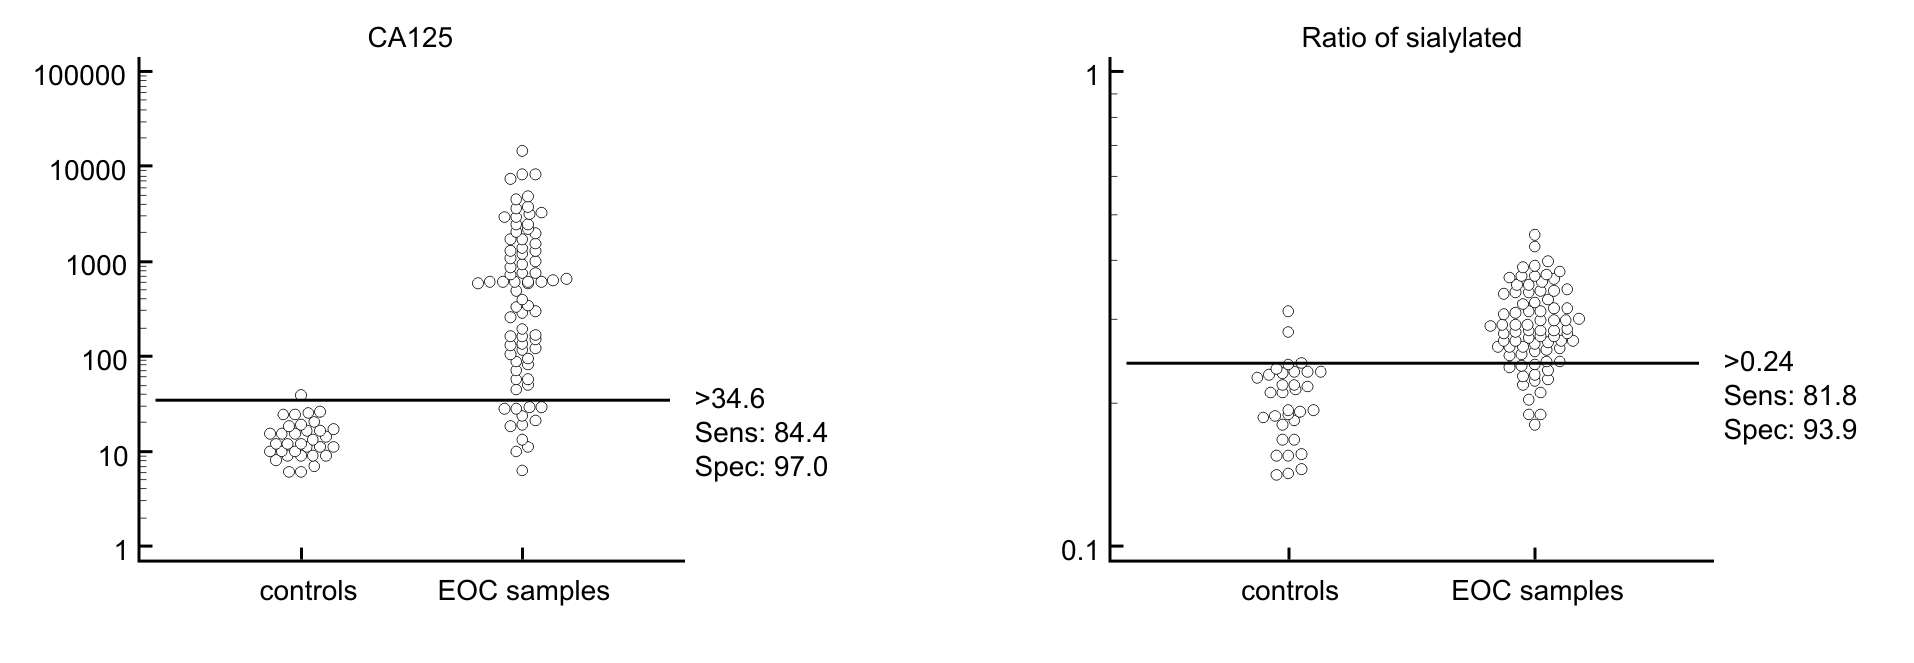 CA125
100000
10000
1000
100
10
1
controls
EOC samples
>34.6
Sens: 84.4
Spec: 97.0
Ratio of sialylated
1
0.1
controls
EOC samples
>0.24
Sens: 81.8
Spec: 93.9